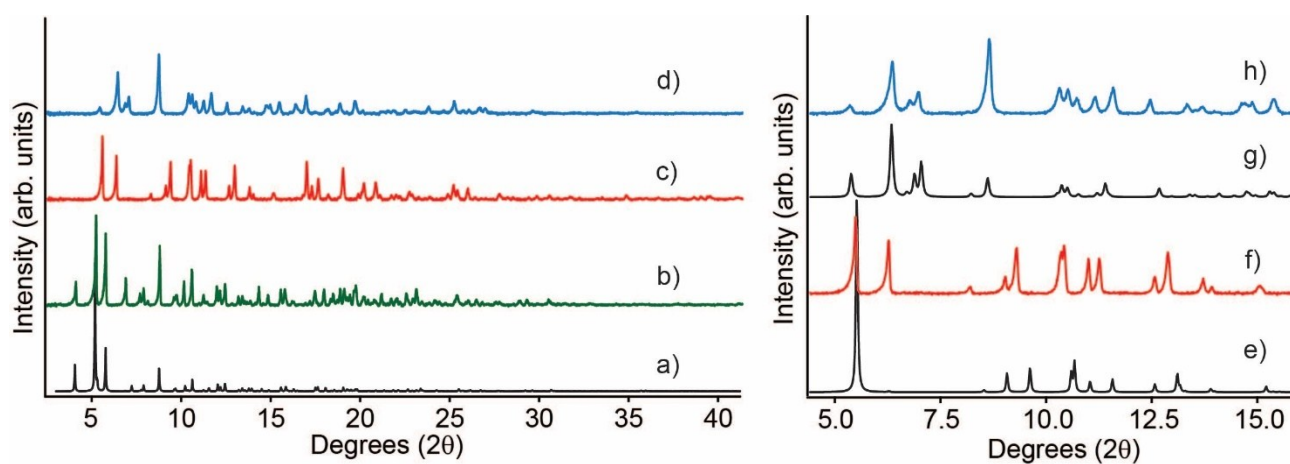 Intensity (arb. units)
d)
c)
b)
a)
5 10 15 20 25 30 35 40
Degrees (2θ)
Intensity (arb. units)
h)
g)
f)
e)
5.0 7.5 10.0 12.5 15.0
Degrees (2θ)